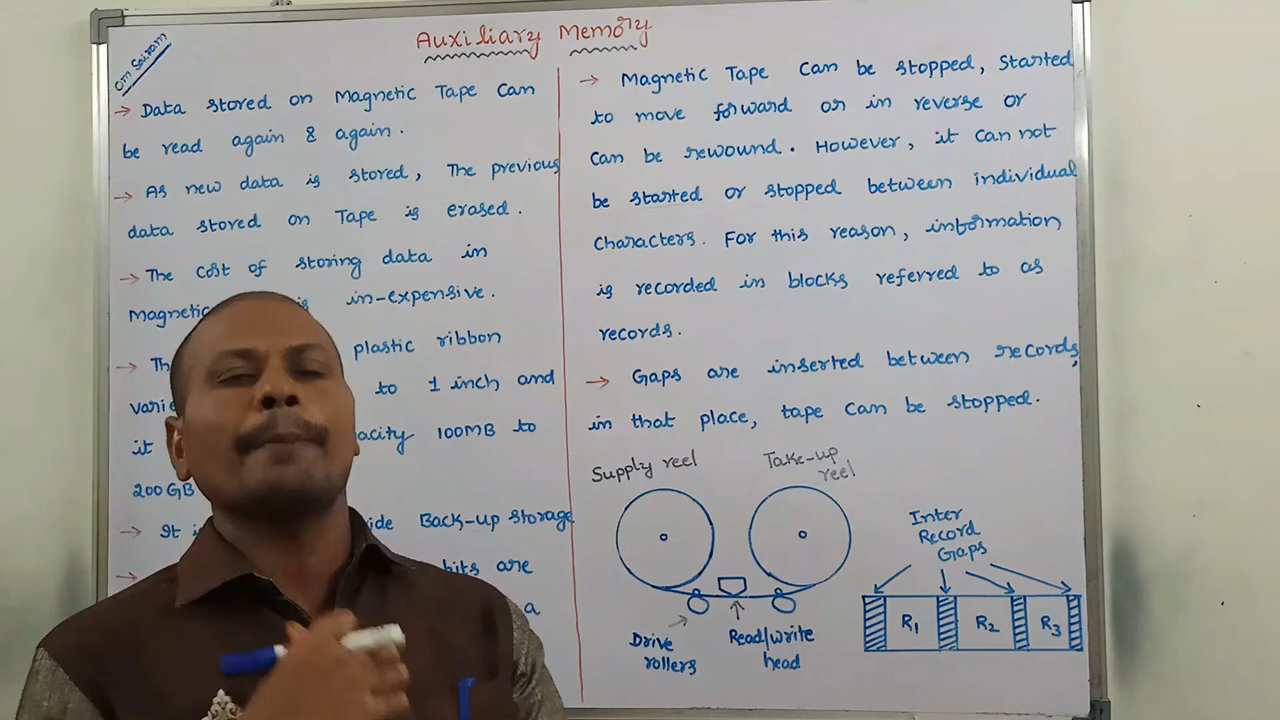 Om Sairam
Auxiliary Memory
→ Data stored on Magnetic Tape can
be read again & again.
→ As new data is stored, The previous
data stored on Tape is erased.
→ The cost of storing data in
Magnetic is in-expensive.
→ plastic ribbon
to 1 inch and
it 100MB to
200 GB
→ It Back-up storage
→ bits are
a
→ Magnetic Tape can be stopped, started
to move forward or in reverse or
can be rewound. However, it can not
be started or stopped between individual
characters. For this reason, information
is recorded in blocks referred to as
records.
→ Gaps are inserted between records,
in that place, tape can be stopped.
Supply reel
Take-up
reel
Drive
rollers
Read/write
head
Inter
Record
Gaps
R1 R2 R3